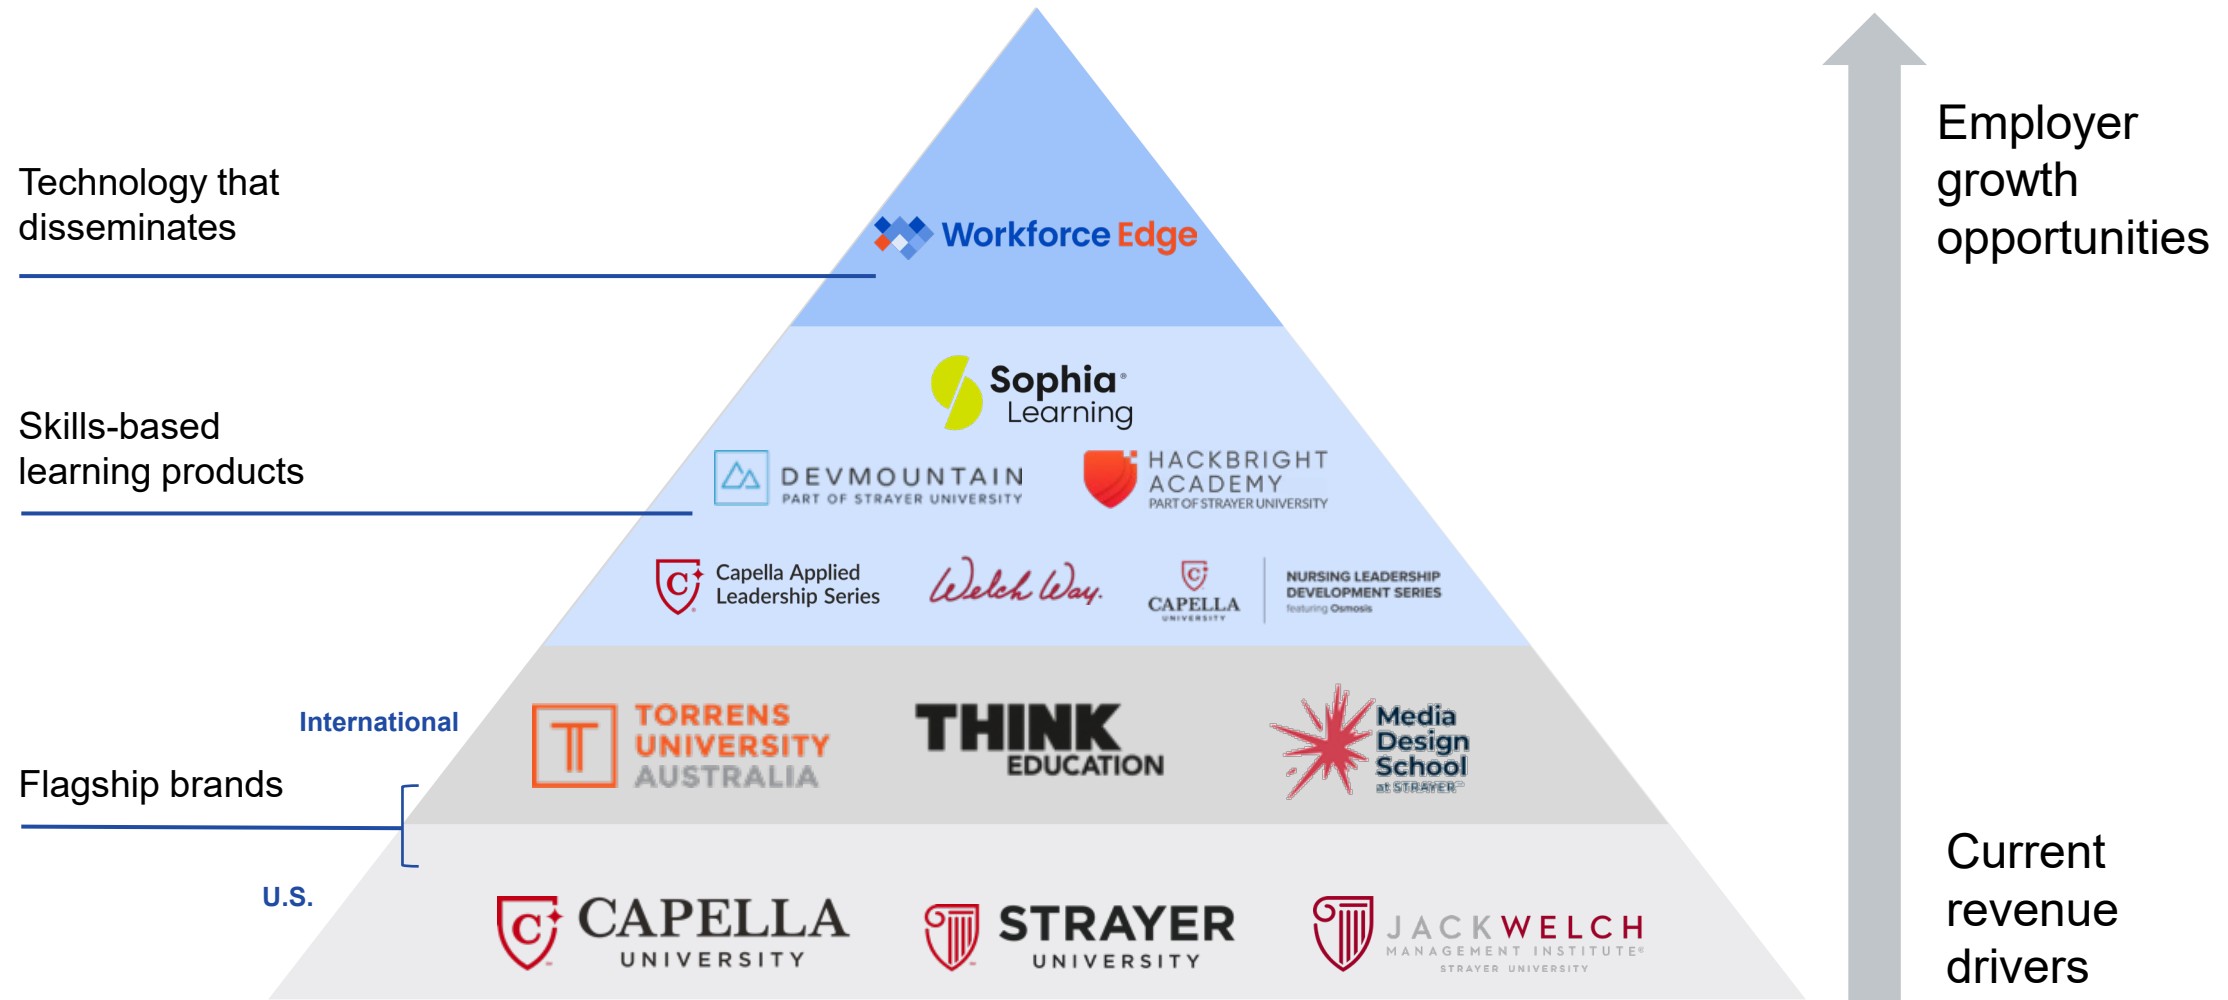 Employer
growth
opportunities
Technology that
disseminates
Workforce Edge
Sophia®
Learning
Skills-based
learning products
DEVMOUNTAIN
PART OF STRAYER UNIVERSITY
HACKBRIGHT
ACADEMY
PART OF STRAYER UNIVERSITY
C
Capella Applied
Leadership Series
Welch Way.
C
CAPELLA
UNIVERSITY
NURSING LEADERSHIP
DEVELOPMENT SERIES
featuring Osmosis
International
TORRENS
UNIVERSITY
AUSTRALIA
THINK
EDUCATION
Media
Design
School
at STRAYER
Flagship brands
U.S.
C
CAPELLA
UNIVERSITY
STRAYER
UNIVERSITY
JACK WELCH
MANAGEMENT INSTITUTE®
STRAYER UNIVERSITY
Current
revenue
drivers